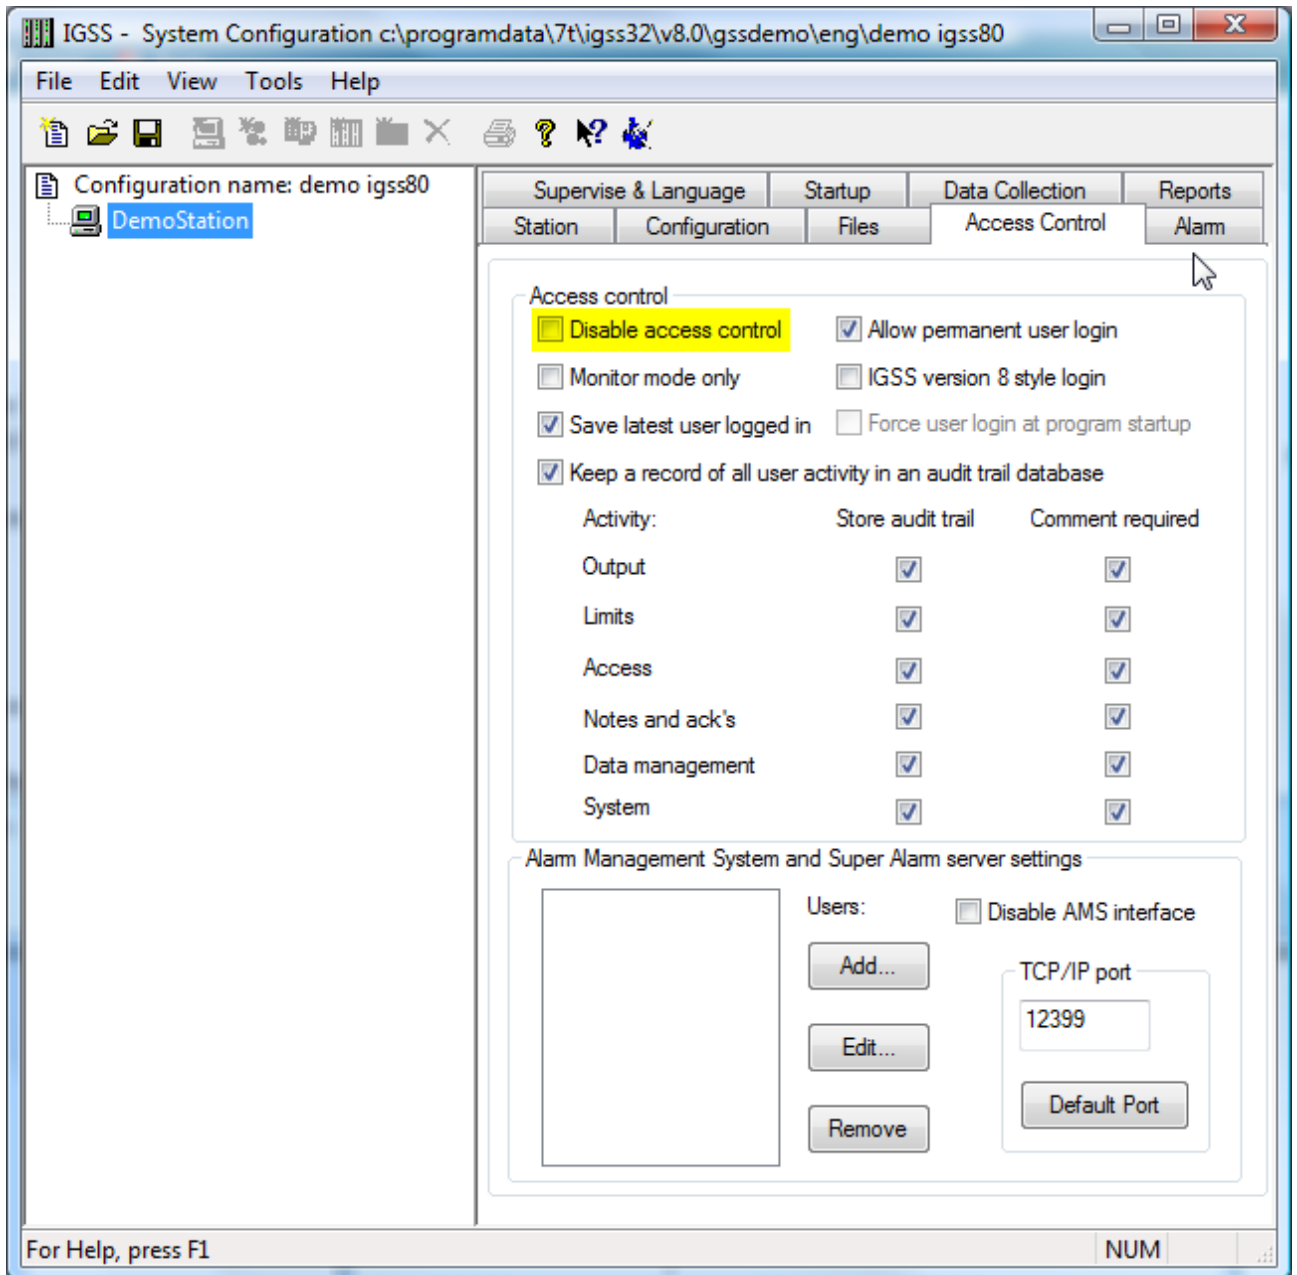 IGSS - System Configuration c:\programdata\7t\igss32\v8.0\gssdemo\eng\demo igss80
File Edit View Tools Help
Configuration name: demo igss80
DemoStation
Supervise & Language Startup Data Collection Reports
Station Configuration Files Access Control Alarm
Access control
Disable access control Allow permanent user login
Monitor mode only IGSS version 8 style login
Save latest user logged in Force user login at program startup
Keep a record of all user activity in an audit trail database
Activity: Store audit trail Comment required
Output
Limits
Access
Notes and ack's
Data management
System
Alarm Management System and Super Alarm server settings
Users: Disable AMS interface
Add...
TCP/IP port
12399
Edit...
Default Port
Remove
For Help, press F1 NUM